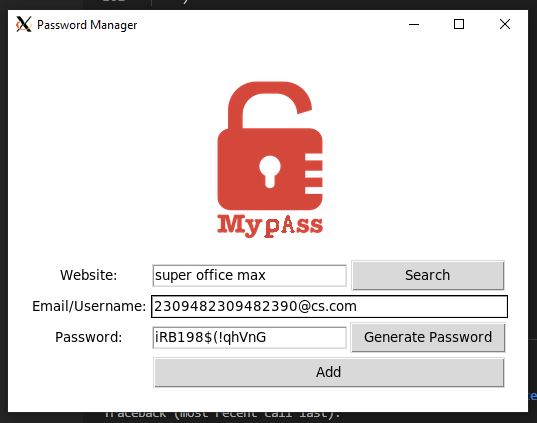 Password Manager
MypAss
Website:
super office max
Search
Email/Username:
2309482309482390@cs.com
Password:
iRB198$(!qhVnG
Generate Password
Add
Traceback (most recent call last):